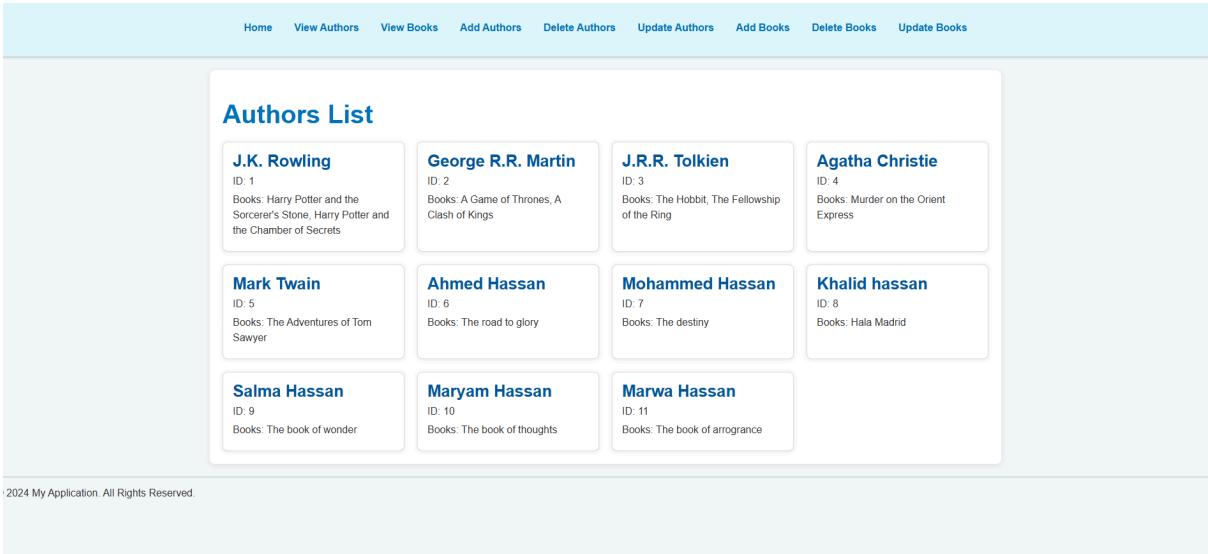 Home View Authors View Books Add Authors Delete Authors Update Authors Add Books Delete Books Update Books
Authors List
J.K. Rowling
ID: 1
Books: Harry Potter and the
Sorcerer's Stone, Harry Potter and
the Chamber of Secrets
George R.R. Martin
ID: 2
Books: A Game of Thrones, A
Clash of Kings
J.R.R. Tolkien
ID: 3
Books: The Hobbit, The Fellowship
of the Ring
Agatha Christie
ID: 4
Books: Murder on the Orient
Express
Mark Twain
ID: 5
Books: The Adventures of Tom
Sawyer
Ahmed Hassan
ID: 6
Books: The road to glory
Mohammed Hassan
ID: 7
Books: The destiny
Khalid hassan
ID: 8
Books: Hala Madrid
Salma Hassan
ID: 9
Books: The book of wonder
Maryam Hassan
ID: 10
Books: The book of thoughts
Marwa Hassan
ID: 11
Books: The book of arrogrance
© 2024 My Application. All Rights Reserved.